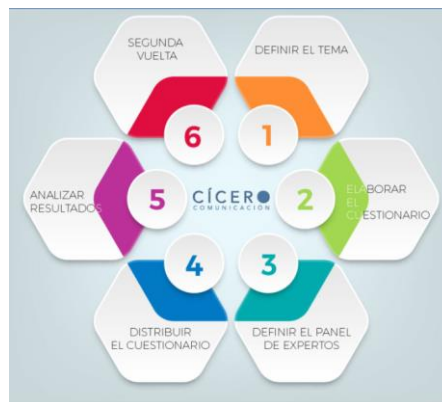 SEGUNDA
VUELTA
6
DEFINIR EL TEMA
1
ELABORAR
EL
CUESTIONARIO
2
DEFINIR EL PANEL
DE EXPERTOS
3
DISTRIBUIR
EL CUESTIONARIO
4
ANALIZAR
RESULTADOS
5
CÍCERO
COMUNICACIÓN